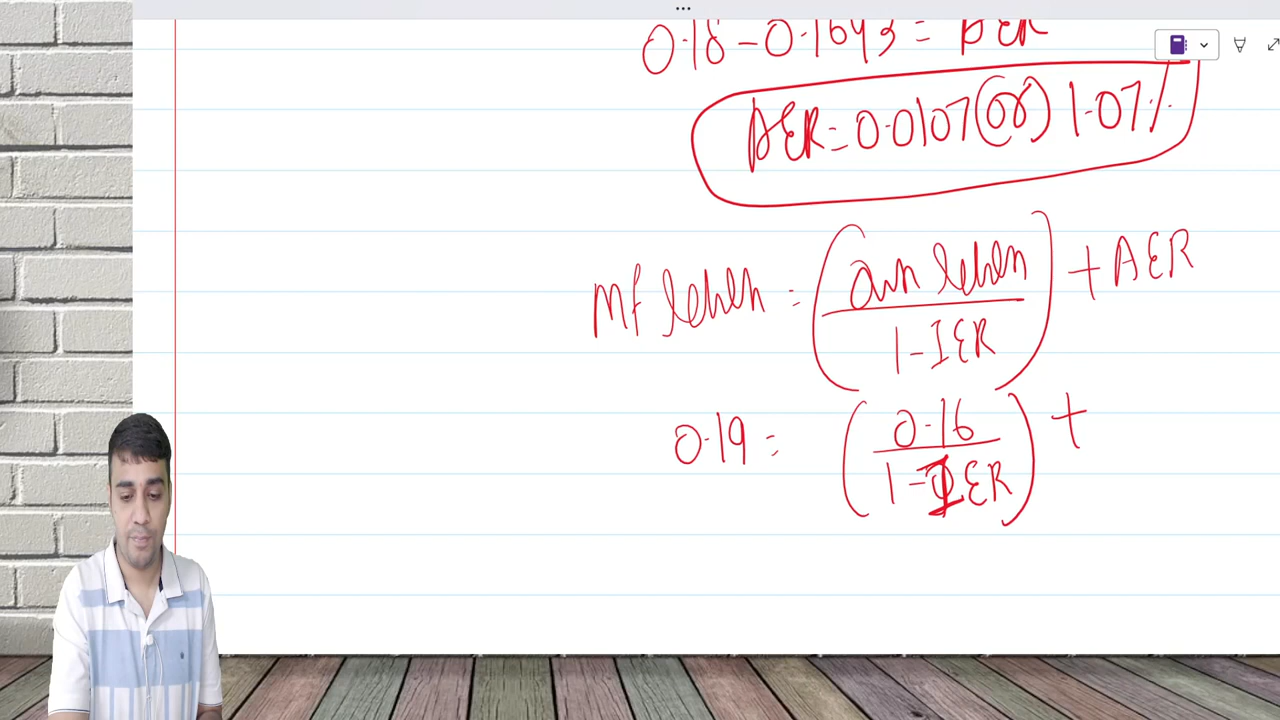 0.18 - 0.1693 = AER
AER = 0.0107 (or) 1.07%
Mf return = (own return / 1 - IER) + AER
0.19 = (0.16 / 1 - IER) +